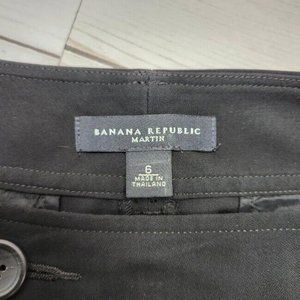 BANANA REPUBLIC
MARTIN
6
MADE IN
THAILAND